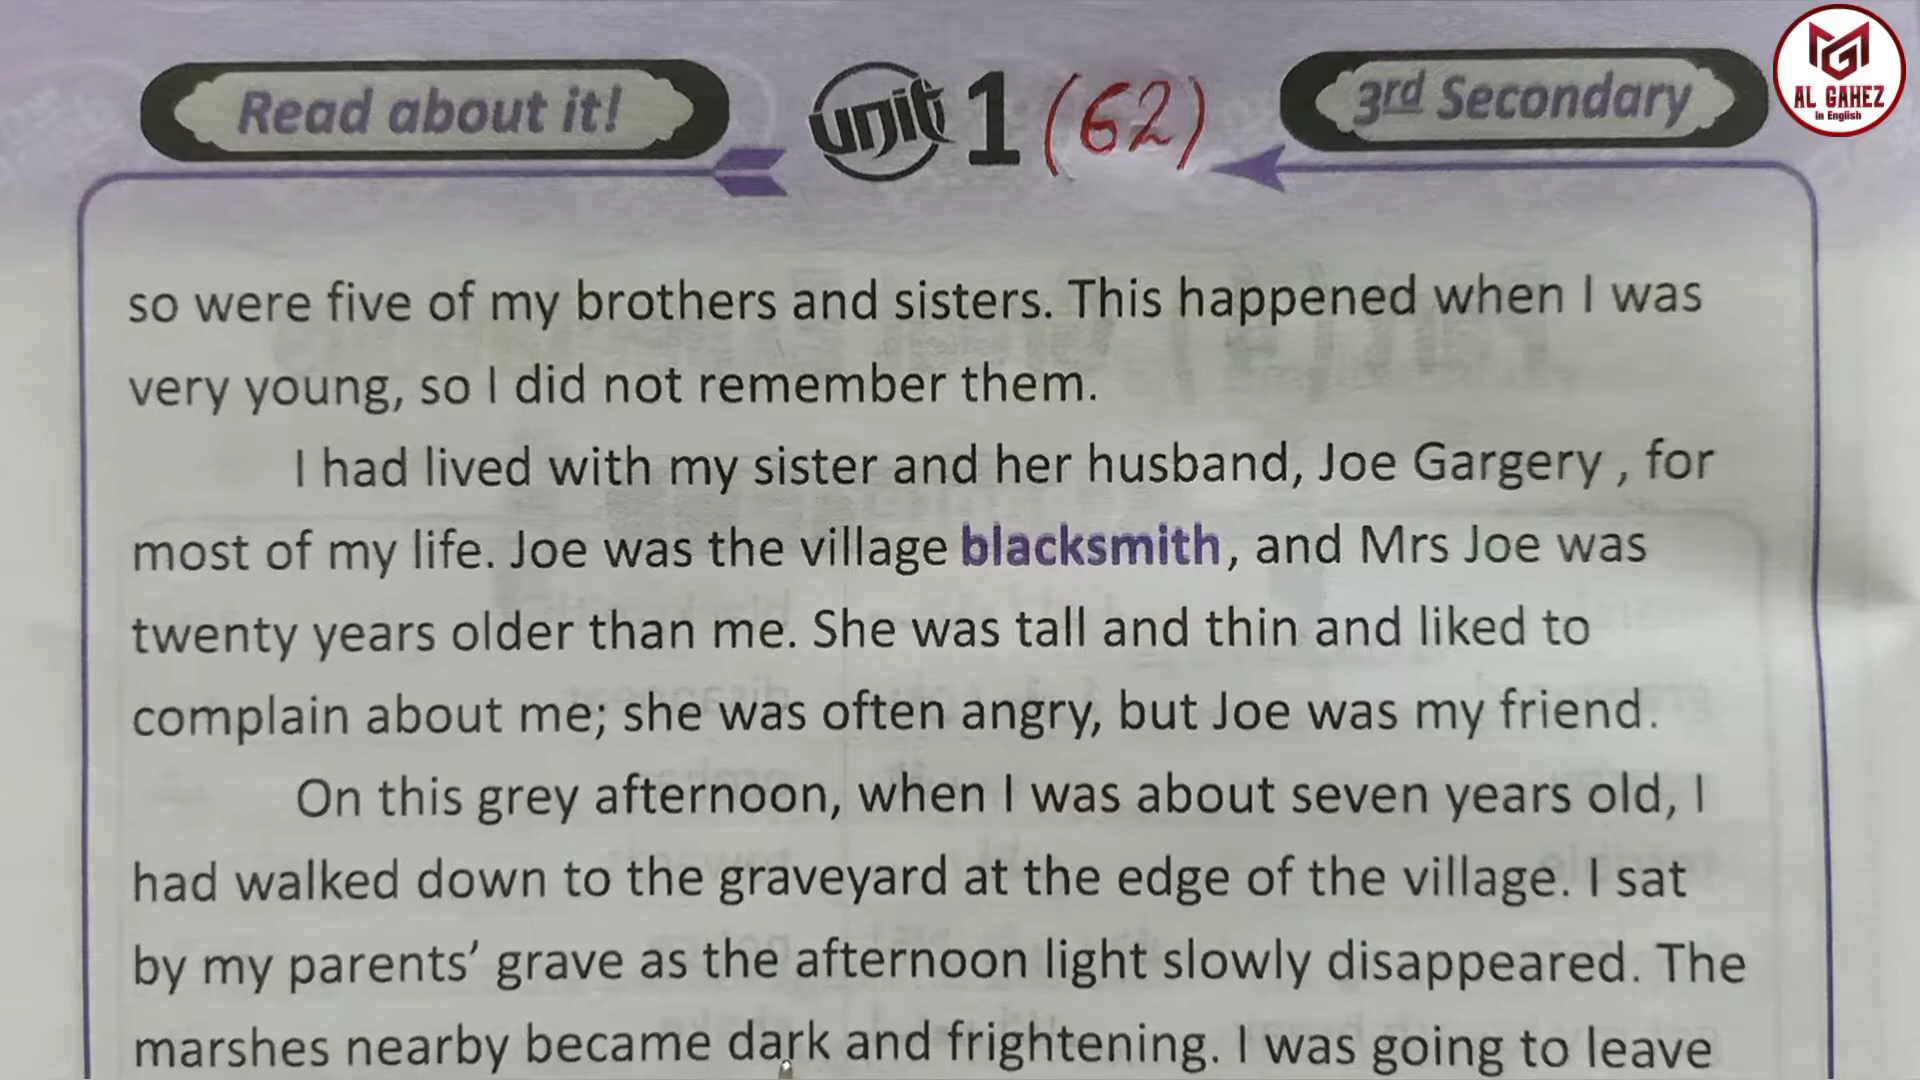 Read about it!
unit 1 (62)
3rd Secondary
AL GAHEZ
in English
so were five of my brothers and sisters. This happened when I was
very young, so I did not remember them.
I had lived with my sister and her husband, Joe Gargery , for
most of my life. Joe was the village blacksmith, and Mrs Joe was
twenty years older than me. She was tall and thin and liked to
complain about me; she was often angry, but Joe was my friend.
On this grey afternoon, when I was about seven years old, I
had walked down to the graveyard at the edge of the village. I sat
by my parents’ grave as the afternoon light slowly disappeared. The
marshes nearby became dark and frightening. I was going to leave